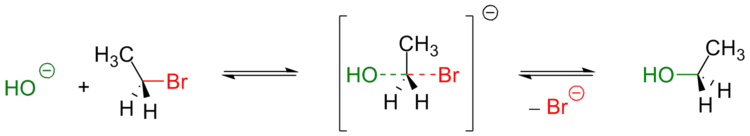 HO⊖ + H₃C Br H H
CH₃ HO Br H H ⊖
– Br⊖
CH₃ HO H H